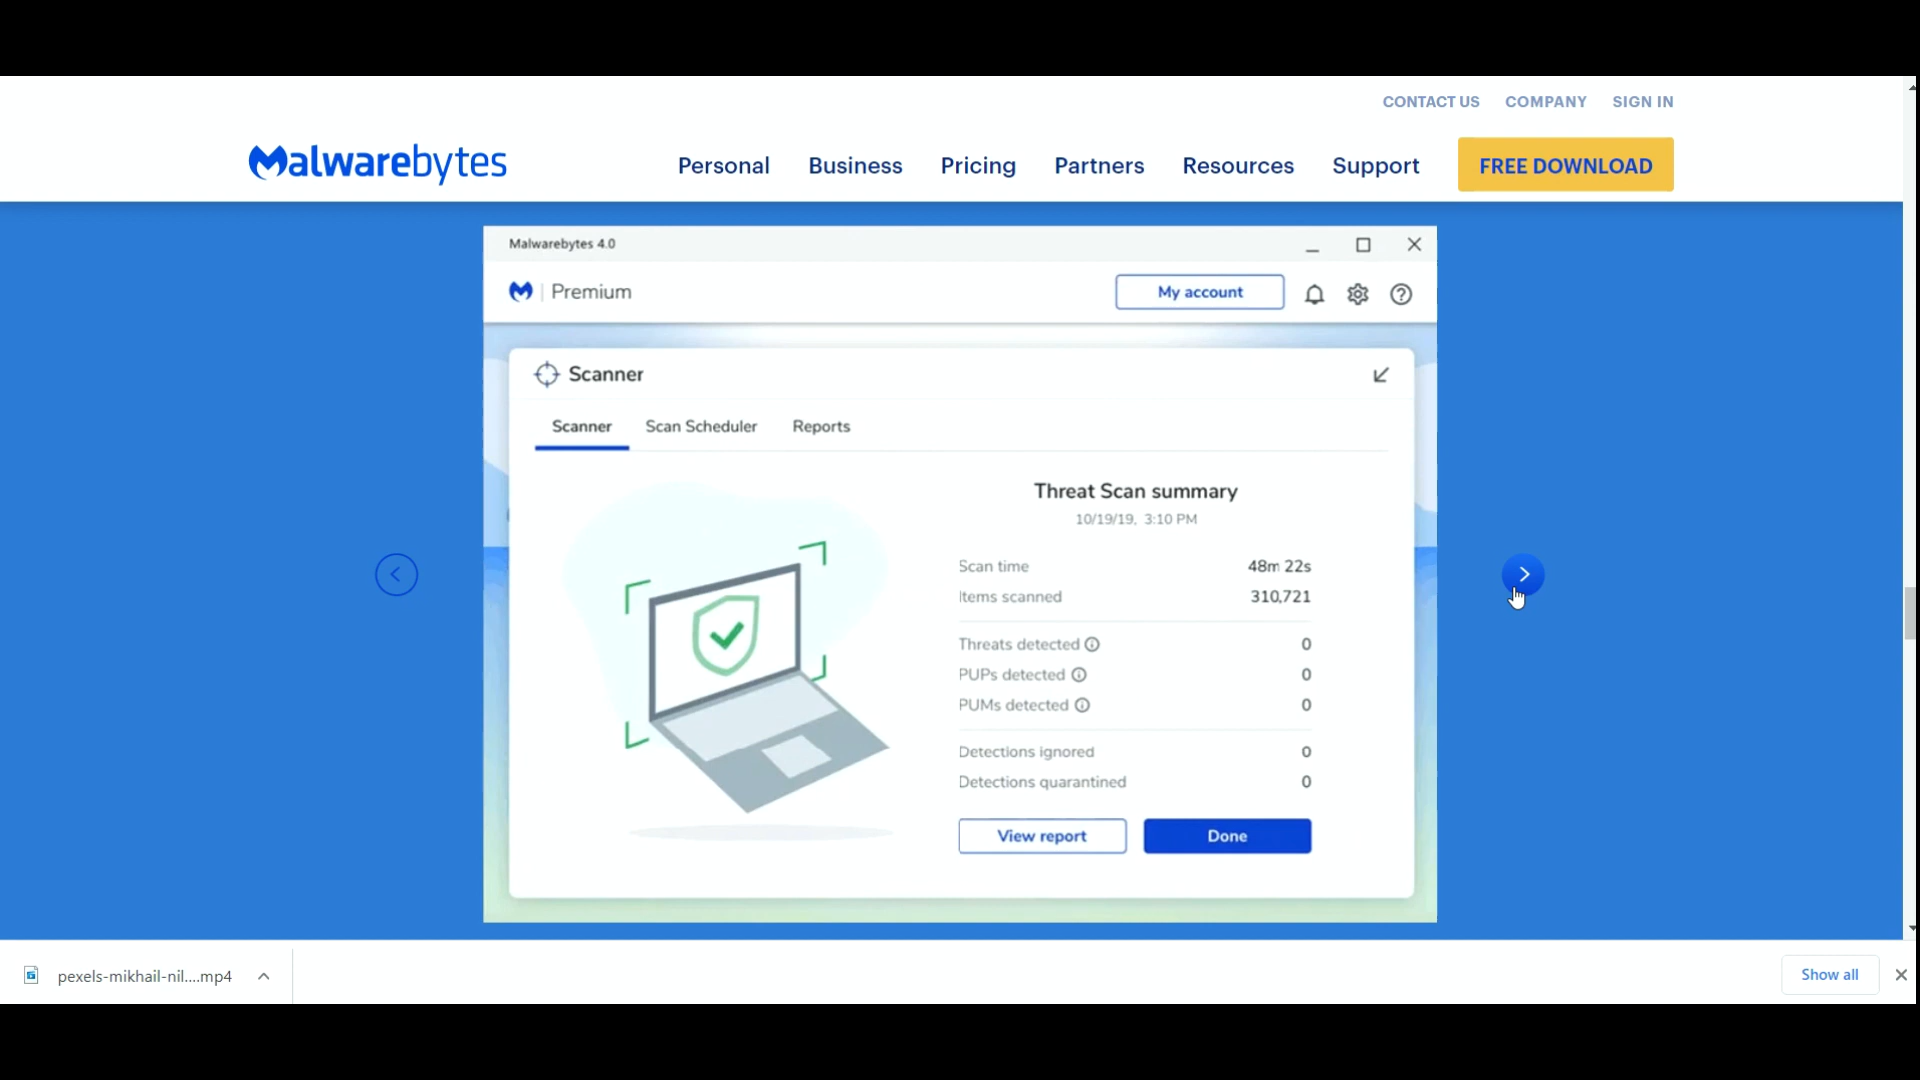 CONTACT US COMPANY SIGN IN
Malwarebytes Personal Business Pricing Partners Resources Support FREE DOWNLOAD
Malwarebytes 4.0
Premium My account
Scanner
Scanner Scan Scheduler Reports
Threat Scan summary
10/19/19, 3:10 PM
Scan time 48m 22s
Items scanned 310,721
Threats detected 0
PUPs detected 0
PUMs detected 0
Detections ignored 0
Detections quarantined 0
View report Done
pexels-mikhail-nil....mp4 Show all